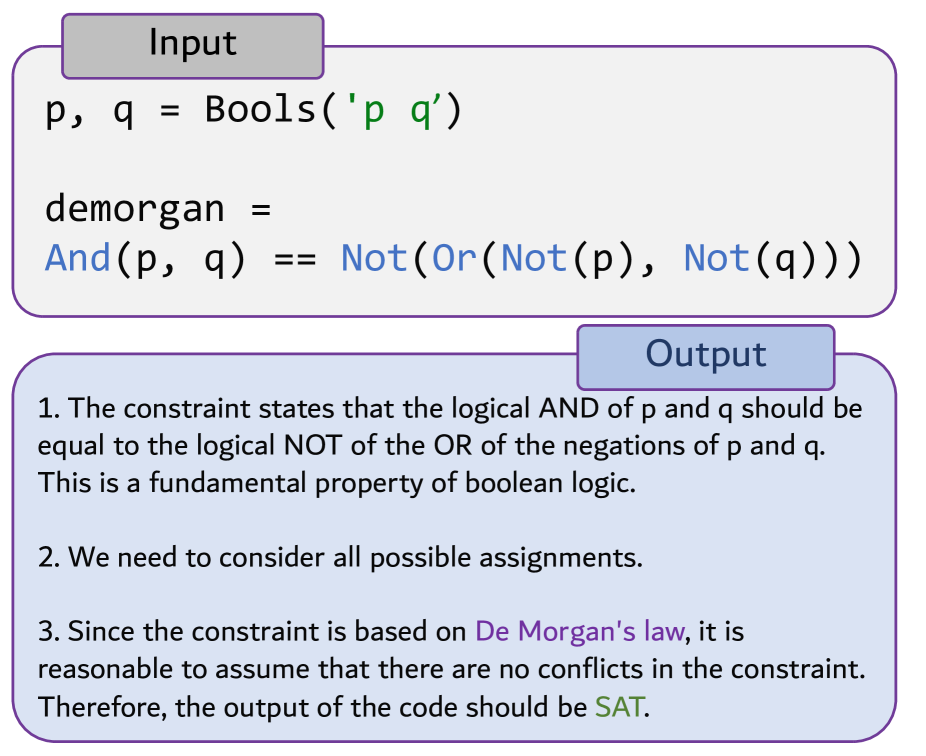 Input
p, q = Bools('p q’)
demorgan =
And(p, q) == Not(Or(Not(p), Not(q)))
Output
1. The constraint states that the logical AND of p and q should be
equal to the logical NOT of the OR of the negations of p and q.
This is a fundamental property of boolean logic.
2. We need to consider all possible assignments.
3. Since the constraint is based on De Morgan's law, it is
reasonable to assume that there are no conflicts in the constraint.
Therefore, the output of the code should be SAT.